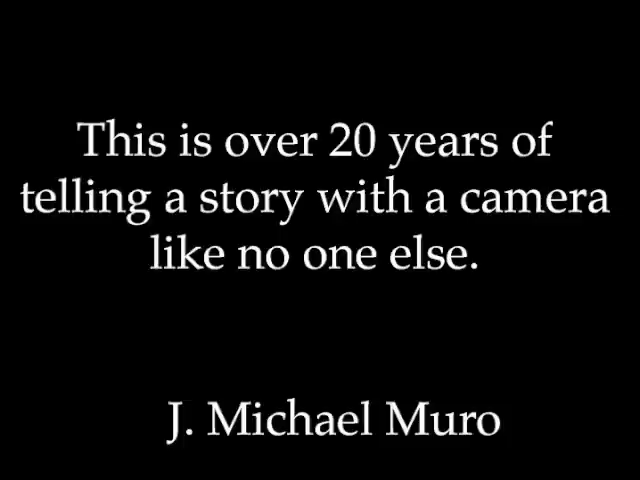 This is over 20 years of
telling a story with a camera
like no one else.
J. Michael Muro